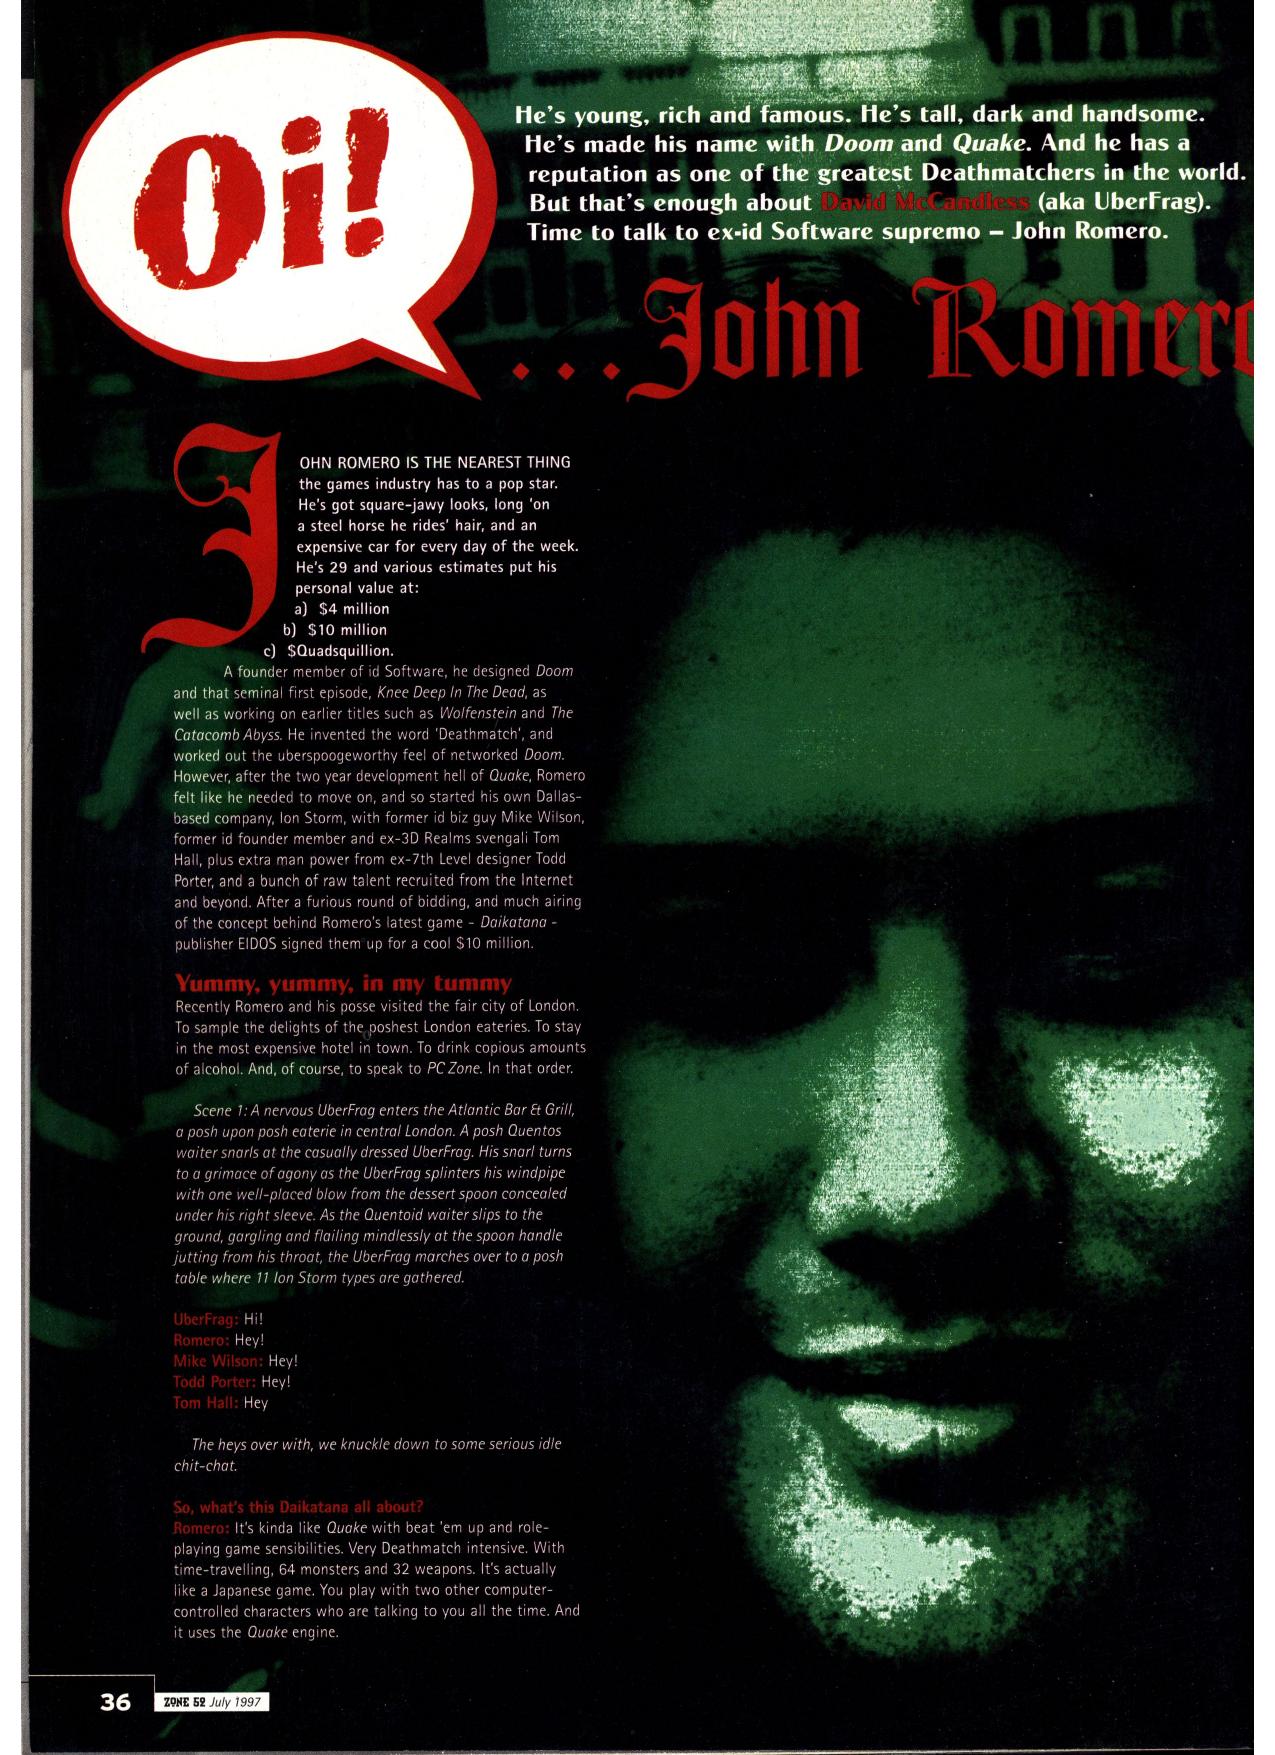 Oi!
He's young, rich and famous. He's tall, dark and handsome.
He's made his name with Doom and Quake. And he has a
reputation as one of the greatest Deathmatchers in the world.
But that's enough about David McCandless (aka UberFrag).
Time to talk to ex-id Software supremo – John Romero.
...John Romero
JOHN ROMERO IS THE NEAREST THING
the games industry has to a pop star.
He's got square-jawy looks, long 'on
a steel horse he rides' hair, and an
expensive car for every day of the week.
He's 29 and various estimates put his
personal value at:
a) $4 million
b) $10 million
c) $Quadsquillion.
A founder member of id Software, he designed Doom
and that seminal first episode, Knee Deep In The Dead, as
well as working on earlier titles such as Wolfenstein and The
Catacomb Abyss. He invented the word 'Deathmatch', and
worked out the uberspoogeworthy feel of networked Doom.
However, after the two year development hell of Quake, Romero
felt like he needed to move on, and so started his own Dallas-
based company, Ion Storm, with former id biz guy Mike Wilson,
former id founder member and ex-3D Realms svengali Tom
Hall, plus extra man power from ex-7th Level designer Todd
Porter, and a bunch of raw talent recruited from the Internet
and beyond. After a furious round of bidding, and much airing
of the concept behind Romero's latest game - Daikatana -
publisher EIDOS signed them up for a cool $10 million.
Yummy, yummy, in my tummy
Recently Romero and his posse visited the fair city of London.
To sample the delights of the poshest London eateries. To stay
in the most expensive hotel in town. To drink copious amounts
of alcohol. And, of course, to speak to PC Zone. In that order.
Scene 1: A nervous UberFrag enters the Atlantic Bar & Grill,
a posh upon posh eaterie in central London. A posh Quentos
waiter snarls at the casually dressed UberFrag. His snarl turns
to a grimace of agony as the UberFrag splinters his windpipe
with one well-placed blow from the dessert spoon concealed
under his right sleeve. As the Quentoid waiter slips to the
ground, gargling and flailing mindlessly at the spoon handle
jutting from his throat, the UberFrag marches over to a posh
table where 11 Ion Storm types are gathered.
UberFrag: Hi!
Romero: Hey!
Mike Wilson: Hey!
Todd Porter: Hey!
Tom Hall: Hey
The heys over with, we knuckle down to some serious idle
chit-chat.
So, what's this Daikatana all about?
Romero: It's kinda like Quake with beat 'em up and role-
playing game sensibilities. Very Deathmatch intensive. With
time-travelling, 64 monsters and 32 weapons. It's actually
like a Japanese game. You play with two other computer-
controlled characters who are talking to you all the time. And
it uses the Quake engine.
36
ZONE 52 July 1997